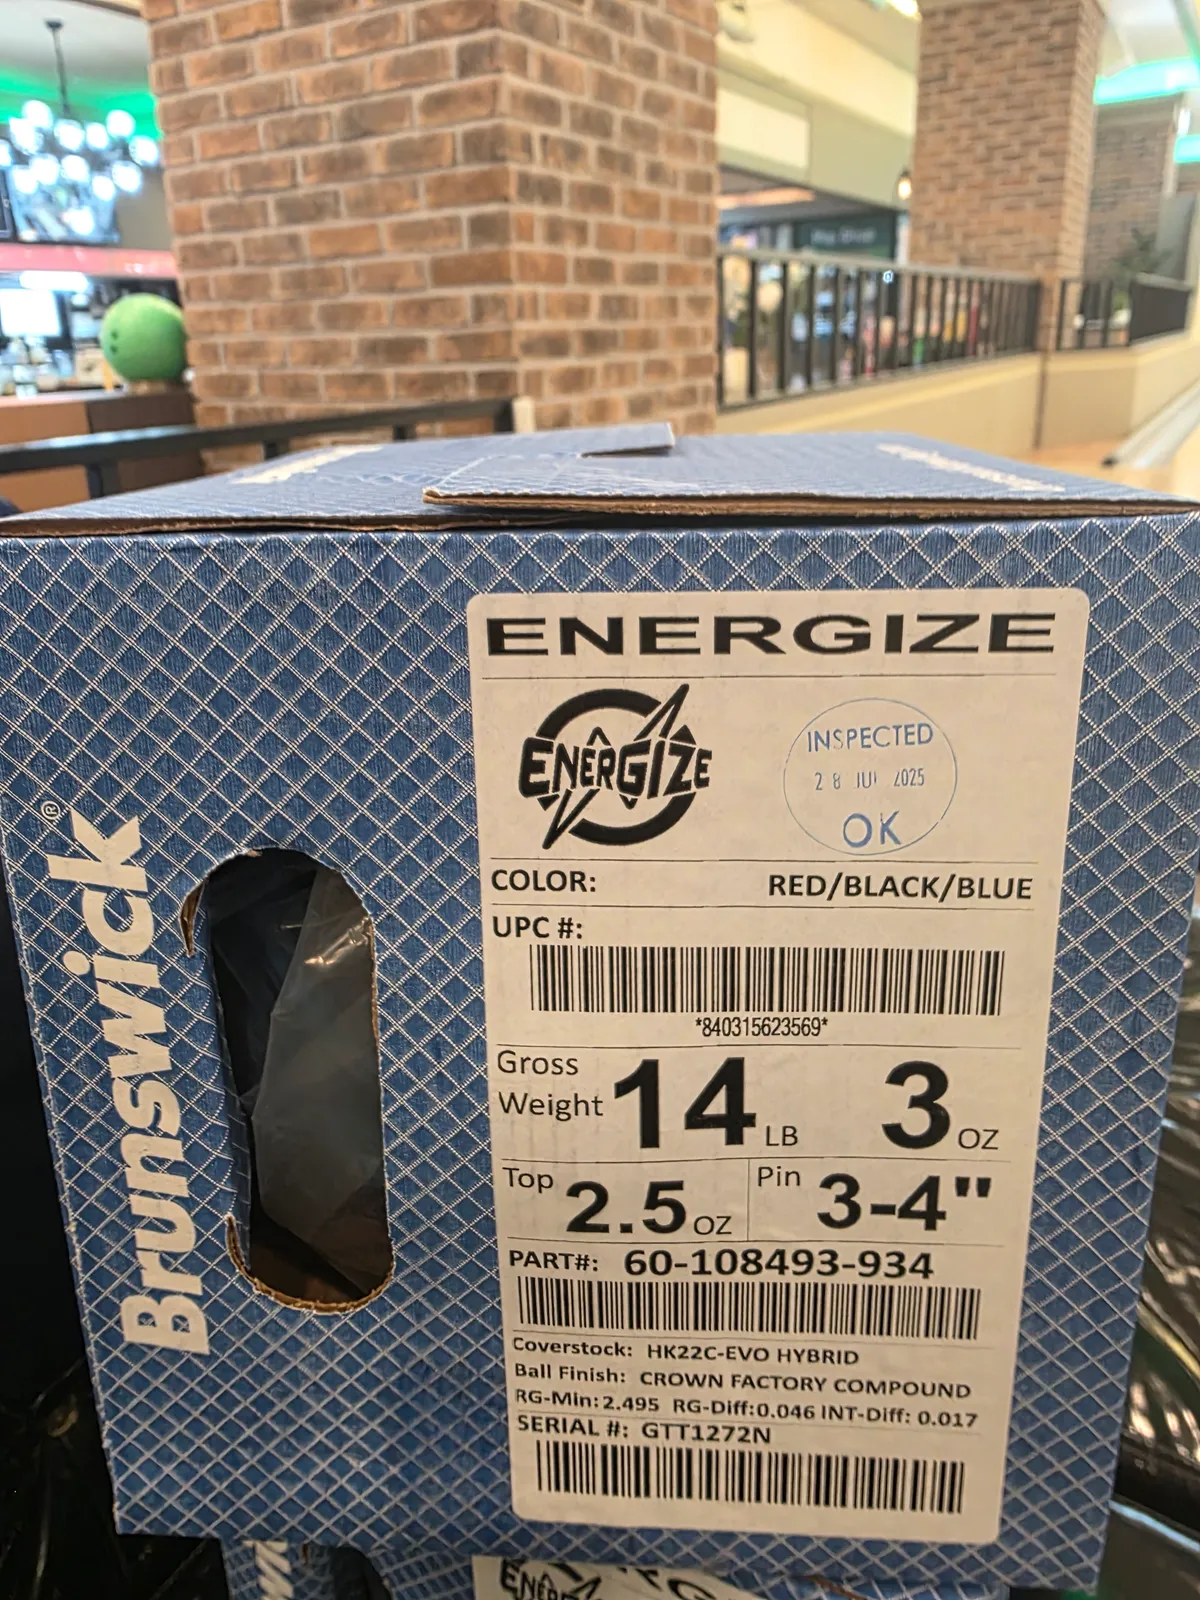 Brunswick®
ENERGIZE
ENERGIZE
INSPECTED
28 JUL 2025
OK
COLOR: RED/BLACK/BLUE
UPC #:
*840315623569*
Gross Weight 14 LB 3 OZ
Top 2.5 OZ Pin 3-4"
PART#: 60-108493-934
Coverstock: HK22C-EVO HYBRID
Ball Finish: CROWN FACTORY COMPOUND
RG-Min: 2.495 RG-Diff: 0.046 INT-Diff: 0.017
SERIAL #: GTT1272N